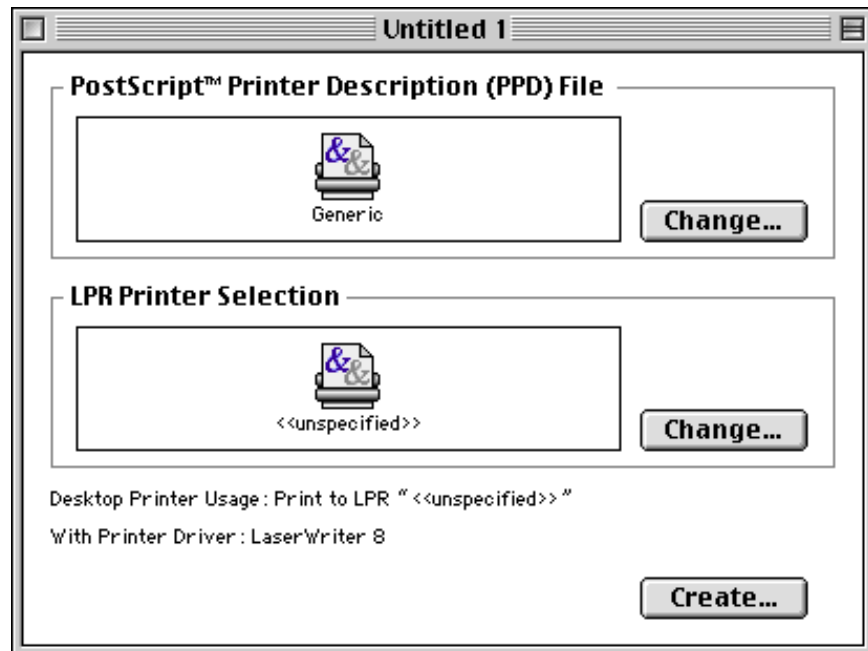 Untitled 1
PostScript™ Printer Description (PPD) File
&&
Generic
Change...
LPR Printer Selection
&&
<<unspecified>>
Change...
Desktop Printer Usage : Print to LPR “<<unspecified>>”
With Printer Driver : LaserWriter 8
Create...